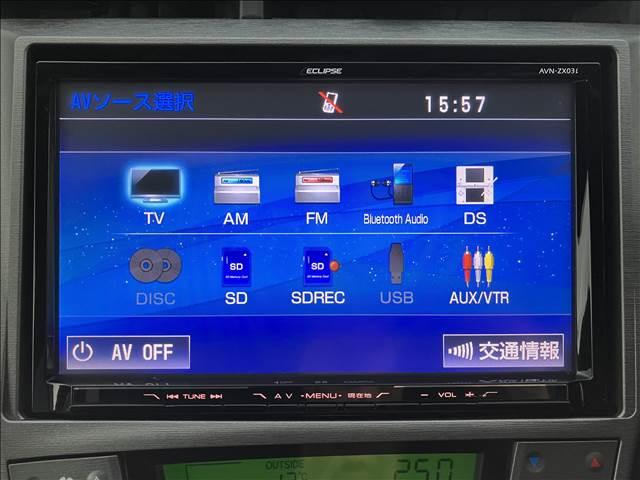 ECLIPSE AVN-ZX03i
AVソース選択 15:57
TV AM FM Bluetooth Audio DS
DISC SD SDREC USB AUX/VTR
AV OFF 交通情報
TUNE AV -MENU- 現在地 - VOL +
OUTSIDE 25.0